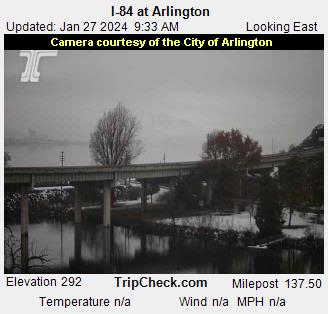 I-84 at Arlington
Updated: Jan 27 2024 9:33 AM Looking East
Camera courtesy of the City of Arlington
Elevation 292 TripCheck.com Milepost 137.50
Temperature n/a Wind n/a MPH n/a